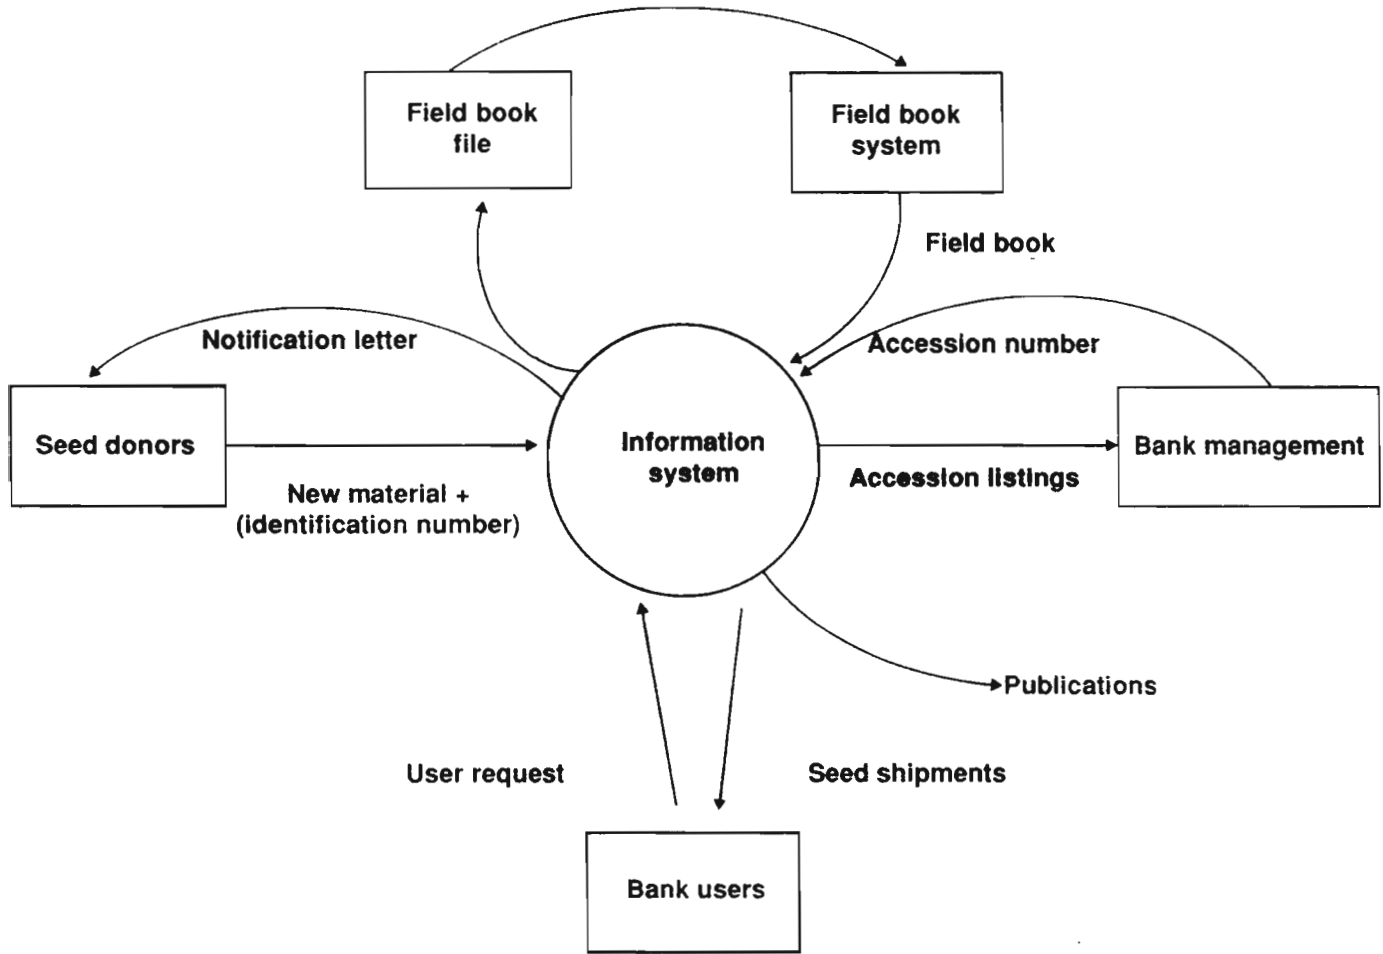 Field book
file
Field book
system
Field book
Notification letter
Accession number
Seed donors
Information
system
Bank management
Accession listings
New material +
(identification number)
Publications
User request
Seed shipments
Bank users